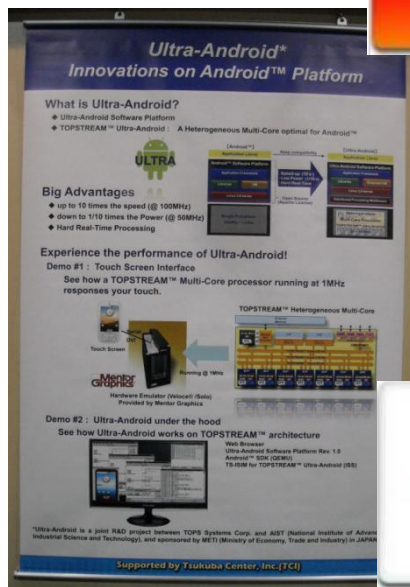 Ultra-Android*
Innovations on Android™ Platform
What is Ultra-Android?
◆ Ultra-Android Software Platform
◆ TOPSTREAM™ Ultra-Android : A Heterogeneous Multi-Core optimal for Android™
[Android™]
[Ultra-Android]
ULTRA
Big Advantages
◆ up to 10 times the speed (@ 100MHz)
◆ down to 1/10 times the Power (@ 50MHz)
◆ Hard Real-Time Processing
Experience the performance of Ultra-Android!
Demo #1 : Touch Screen Interface
See how a TOPSTREAM™ Multi-Core processor running at 1MHz
responses your touch.
TOPSTREAM™ Heterogeneous Multi-Core
Touch Screen
Running @ 1MHz
Mentor
Graphics
Hardware Emulator (Veloce® /Solo)
Provided by Mentor Graphics
Demo #2 : Ultra-Android under the hood
See how Ultra-Android works on TOPSTREAM™ architecture
Web Browser
Ultra-Android Software Platform Rev. 1.0
Android™ SDK (QEMU)
TS-ISIM for TOPSTREAM™ Ultra-Android (ISS)
*Ultra-Android is a joint R&D project between TOPS Systems Corp. and AIST (National Institute of Advanc
Industrial Science and Technology), and sponsored by METI (Ministry of Economy, Trade and Industry) in JAPAN
Supported by Tsukuba Center, Inc.(TCI)